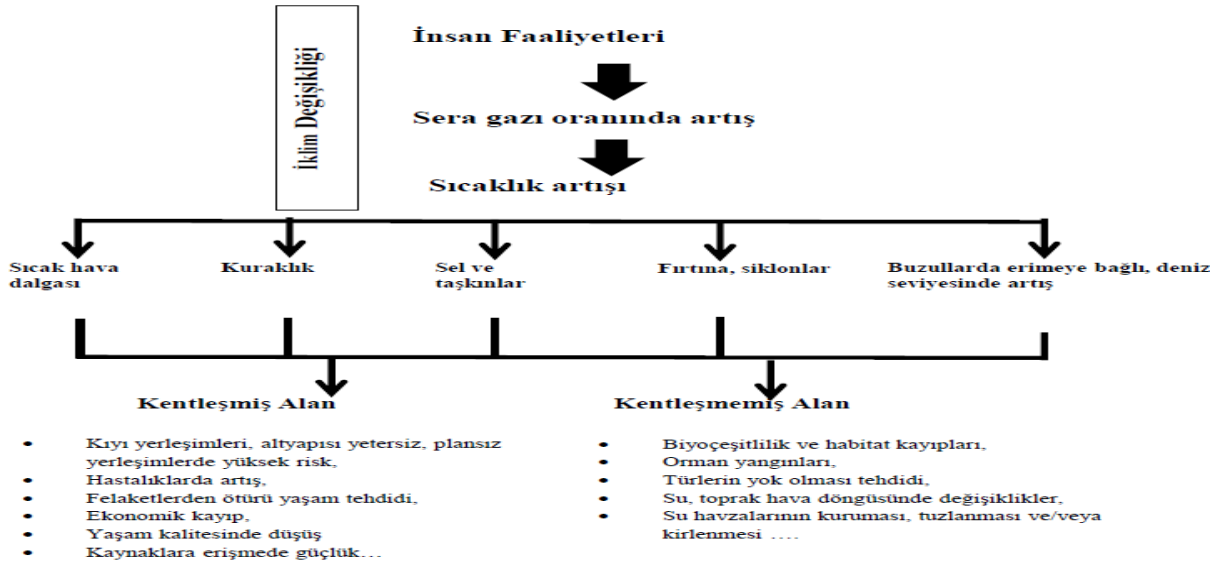 İklim Değişikliği
İnsan Faaliyetleri
Sera gazı oranında artış
Sıcaklık artışı
Sıcak hava
dalgası
Kuraklık
Sel ve
taşkınlar
Fırtına, siklonlar
Buzullarda erimeye bağlı, deniz
seviyesinde artış
Kentleşmiş Alan
• Kıyı yerleşimleri, altyapısı yetersiz, plansız
yerleşimlerde yüksek risk,
• Hastalıklarda artış,
• Felaketlerden ötürü yaşam tehdidi,
• Ekonomik kayıp,
• Yaşam kalitesinde düşüş
• Kaynaklara erişmede güçlük…
Kentleşmemiş Alan
• Biyoçeşitlilik ve habitat kayıpları,
• Orman yangınları,
• Türlerin yok olması tehdidi,
• Su, toprak hava döngüsünde değişiklikler,
• Su havzalarının kuruması, tuzlanması ve/veya
kirlenmesi ….